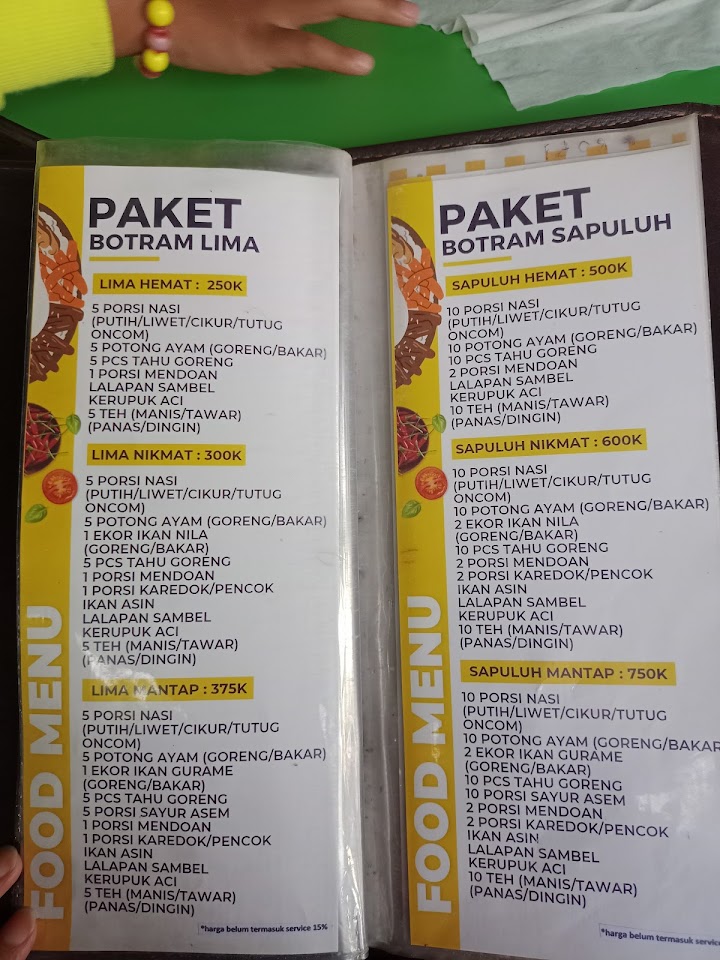 PAKET
BOTRAM LIMA
LIMA HEMAT : 250K
5 PORSI NASI
(PUTIH/LIWET/CIKUR/TUTUG
ONCOM)
5 POTONG AYAM (GORENG/BAKAR)
5 PCS TAHU GORENG
1 PORSI MENDOAN
LALAPAN SAMBEL
KERUPUK ACI
5 TEH (MANIS/TAWAR)
(PANAS/DINGIN)
LIMA NIKMAT : 300K
5 PORSI NASI
(PUTIH/LIWET/CIKUR/TUTUG
ONCOM)
5 POTONG AYAM (GORENG/BAKAR)
1 EKOR IKAN NILA
(GORENG/BAKAR)
5 PCS TAHU GORENG
1 PORSI MENDOAN
1 PORSI KAREDOK/PENCOK
IKAN ASIN
LALAPAN SAMBEL
KERUPUK ACI
5 TEH (MANIS/TAWAR)
(PANAS/DINGIN)
LIMA MANTAP : 375K
5 PORSI NASI
(PUTIH/LIWET/CIKUR/TUTUG
ONCOM)
5 POTONG AYAM (GORENG/BAKAR)
1 EKOR IKAN GURAME
(GORENG/BAKAR)
5 PCS TAHU GORENG
5 PORSI SAYUR ASEM
1 PORSI MENDOAN
1 PORSI KAREDOK/PENCOK
IKAN ASIN
LALAPAN SAMBEL
KERUPUK ACI
5 TEH (MANIS/TAWAR)
(PANAS/DINGIN)
*harga belum termasuk service 15%
FOOD MENU
PAKET
BOTRAM SAPULUH
SAPULUH HEMAT : 500K
10 PORSI NASI
(PUTIH/LIWET/CIKUR/TUTUG
ONCOM)
10 POTONG AYAM (GORENG/BAKAR)
10 PCS TAHU GORENG
2 PORSI MENDOAN
LALAPAN SAMBEL
KERUPUK ACI
10 TEH (MANIS/TAWAR)
(PANAS/DINGIN)
SAPULUH NIKMAT : 600K
10 PORSI NASI
(PUTIH/LIWET/CIKUR/TUTUG
ONCOM)
10 POTONG AYAM (GORENG/BAKAR)
2 EKOR IKAN NILA
(GORENG/BAKAR)
10 PCS TAHU GORENG
2 PORSI MENDOAN
2 PORSI KAREDOK/PENCOK
IKAN ASIN
LALAPAN SAMBEL
KERUPUK ACI
10 TEH (MANIS/TAWAR)
(PANAS/DINGIN)
SAPULUH MANTAP : 750K
10 PORSI NASI
(PUTIH/LIWET/CIKUR/TUTUG
ONCOM)
10 POTONG AYAM (GORENG/BAKAR
2 EKOR IKAN GURAME
(GORENG/BAKAR)
10 PCS TAHU GORENG
10 PORSI SAYUR ASEM
2 PORSI MENDOAN
2 PORSI KAREDOK/PENCOK
IKAN ASIN
LALAPAN SAMBEL
KERUPUK ACI
10 TEH (MANIS/TAWAR)
(PANAS/DINGIN)
*harga belum termasuk service
FOOD MENU